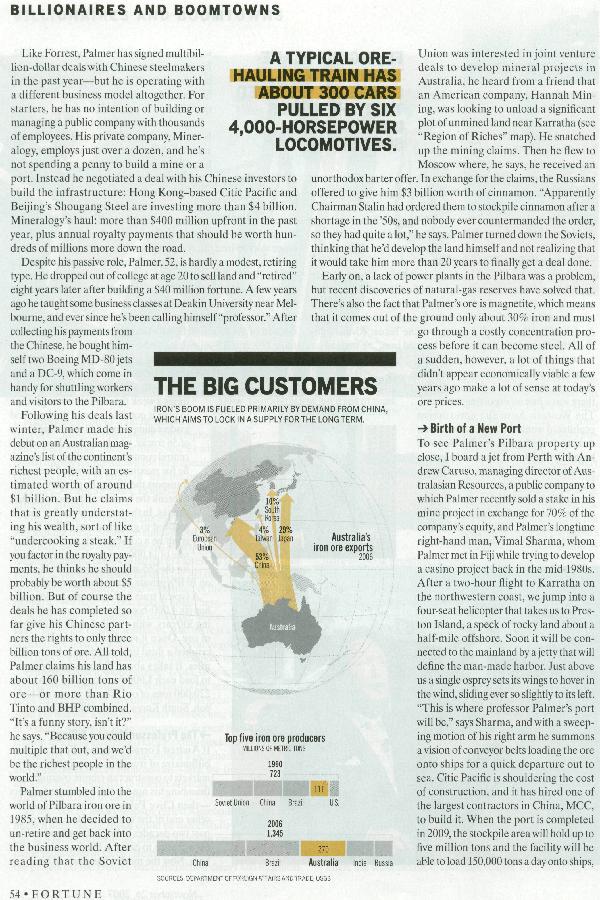 BILLIONAIRES AND BOOMTOWNS
Like Forrest, Palmer has signed multibil-
lion-dollar deals with Chinese steelmakers
in the past year—but he is operating with
a different business model altogether. For
starters, he has no intention of building or
managing a public company with thousands
of employees. His private company, Miner-
alogy, employs just over a dozen, and he's
not spending a penny to build a mine or a
port. Instead he negotiated a deal with his Chinese investors to
build the infrastructure: Hong Kong–based Citic Pacific and
Beijing's Shougang Steel are investing more than $4 billion.
Mineralogy's haul: more than $400 million upfront in the past
year, plus annual royalty payments that should be worth hun-
dreds of millions more down the road.
Despite his passive role, Palmer, 52, is hardly a modest, retiring
type. He dropped out of college at age 20 to sell land and "retired"
eight years later after building a $40 million fortune. A few years
ago he taught some business classes at Deakin University near Mel-
bourne, and ever since he's been calling himself "professor." After
collecting his payments from
the Chinese, he bought him-
self two Boeing MD-80 jets
and a DC-9, which come in
handy for shuttling workers
and visitors to the Pilbara.
Following his deals last
winter, Palmer made his
debut on an Australian mag-
azine's list of the continent's
richest people, with an es-
timated worth of around
$1 billion. But he claims
that is greatly understat-
ing his wealth, sort of like
"undercooking a steak." If
you factor in the royalty pay-
ments, he thinks he should
probably be worth about $5
billion. But of course the
deals he has completed so
far give his Chinese part-
ners the rights to only three
billion tons of ore. All told,
Palmer claims his land has
about 160 billion tons of
ore—or more than Rio
Tinto and BHP combined.
"It's a funny story, isn't it?"
he says. "Because you could
multiple that out, and we'd
be the richest people in the
world."
Palmer stumbled into the
world of Pilbara iron ore in
1985, when he decided to
un-retire and get back into
the business world. After
reading that the Soviet
A TYPICAL ORE-
HAULING TRAIN HAS
ABOUT 300 CARS
PULLED BY SIX
4,000-HORSEPOWER
LOCOMOTIVES.
Union was interested in joint venture
deals to develop mineral projects in
Australia, he heard from a friend that
an American company, Hannah Min-
ing, was looking to unload a significant
plot of unmined land near Karratha (see
"Region of Riches" map). He snatched
up the mining claims. Then he flew to
Moscow where, he says, he received an
unorthodox barter offer. In exchange for the claims, the Russians
offered to give him $3 billion worth of cinnamon. "Apparently
Chairman Stalin had ordered them to stockpile cinnamon after a
shortage in the '50s, and nobody ever countermanded the order,
so they had quite a lot," he says. Palmer turned down the Soviets,
thinking that he'd develop the land himself and not realizing that
it would take him more than 20 years to finally get a deal done.
Early on, a lack of power plants in the Pilbara was a problem,
but recent discoveries of natural-gas reserves have solved that.
There's also the fact that Palmer's ore is magnetite, which means
that it comes out of the ground only about 30% iron and must
go through a costly concentration pro-
cess before it can become steel. All of
a sudden, however, a lot of things that
didn't appear economically viable a few
years ago make a lot of sense at today's
ore prices.
→ Birth of a New Port
To see Palmer's Pilbara property up
close, I board a jet from Perth with An-
drew Caruso, managing director of Aus-
tralasian Resources, a public company to
which Palmer recently sold a stake in his
mine project in exchange for 70% of the
company's equity, and Palmer's longtime
right-hand man, Vimal Sharma, whom
Palmer met in Fiji while trying to develop
a casino project back in the mid-1980s.
After a two-hour flight to Karratha on
the northwestern coast, we jump into a
four-seat helicopter that takes us to Pres-
ton Island, a speck of rocky land about a
half-mile offshore. Soon it will be con-
nected to the mainland by a jetty that will
define the man-made harbor. Just above
us a single osprey sets its wings to hover in
the wind, sliding ever so slightly to its left.
"This is where professor Palmer's port
will be," says Sharma, and with a sweep-
ing motion of his right arm he summons
a vision of conveyor belts loading the ore
onto ships for a quick departure out to
sea. Citic Pacific is shouldering the cost
of construction, and it has hired one of
the largest contractors in China, MCC,
to build it. When the port is completed
in 2009, the stockpile area will hold up to
five million tons and the facility will be
able to load 150,000 tons a day onto ships,
THE BIG CUSTOMERS
IRON'S BOOM IS FUELED PRIMARILY BY DEMAND FROM CHINA,
WHICH AIMS TO LOCK IN A SUPPLY FOR THE LONG TERM.
10%
South
Korea
3%
European
Union
4%
Taiwan
29%
Japan
53%
China
Australia's
iron ore exports
2006
Australia
Top five iron ore producers
MILLIONS OF METRIC TONS
1990
723
Soviet Union China Brazil U.S.
2006
1,345
China Brazil Australia India Russia
SOURCES: DEPARTMENT OF FOREIGN AFFAIRS AND TRADE; USGS
54 • FORTUNE